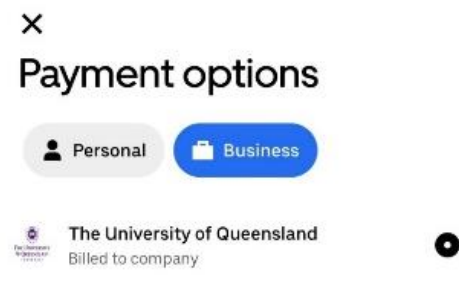 Payment options
Personal
Business
The University of Queensland
Billed to company